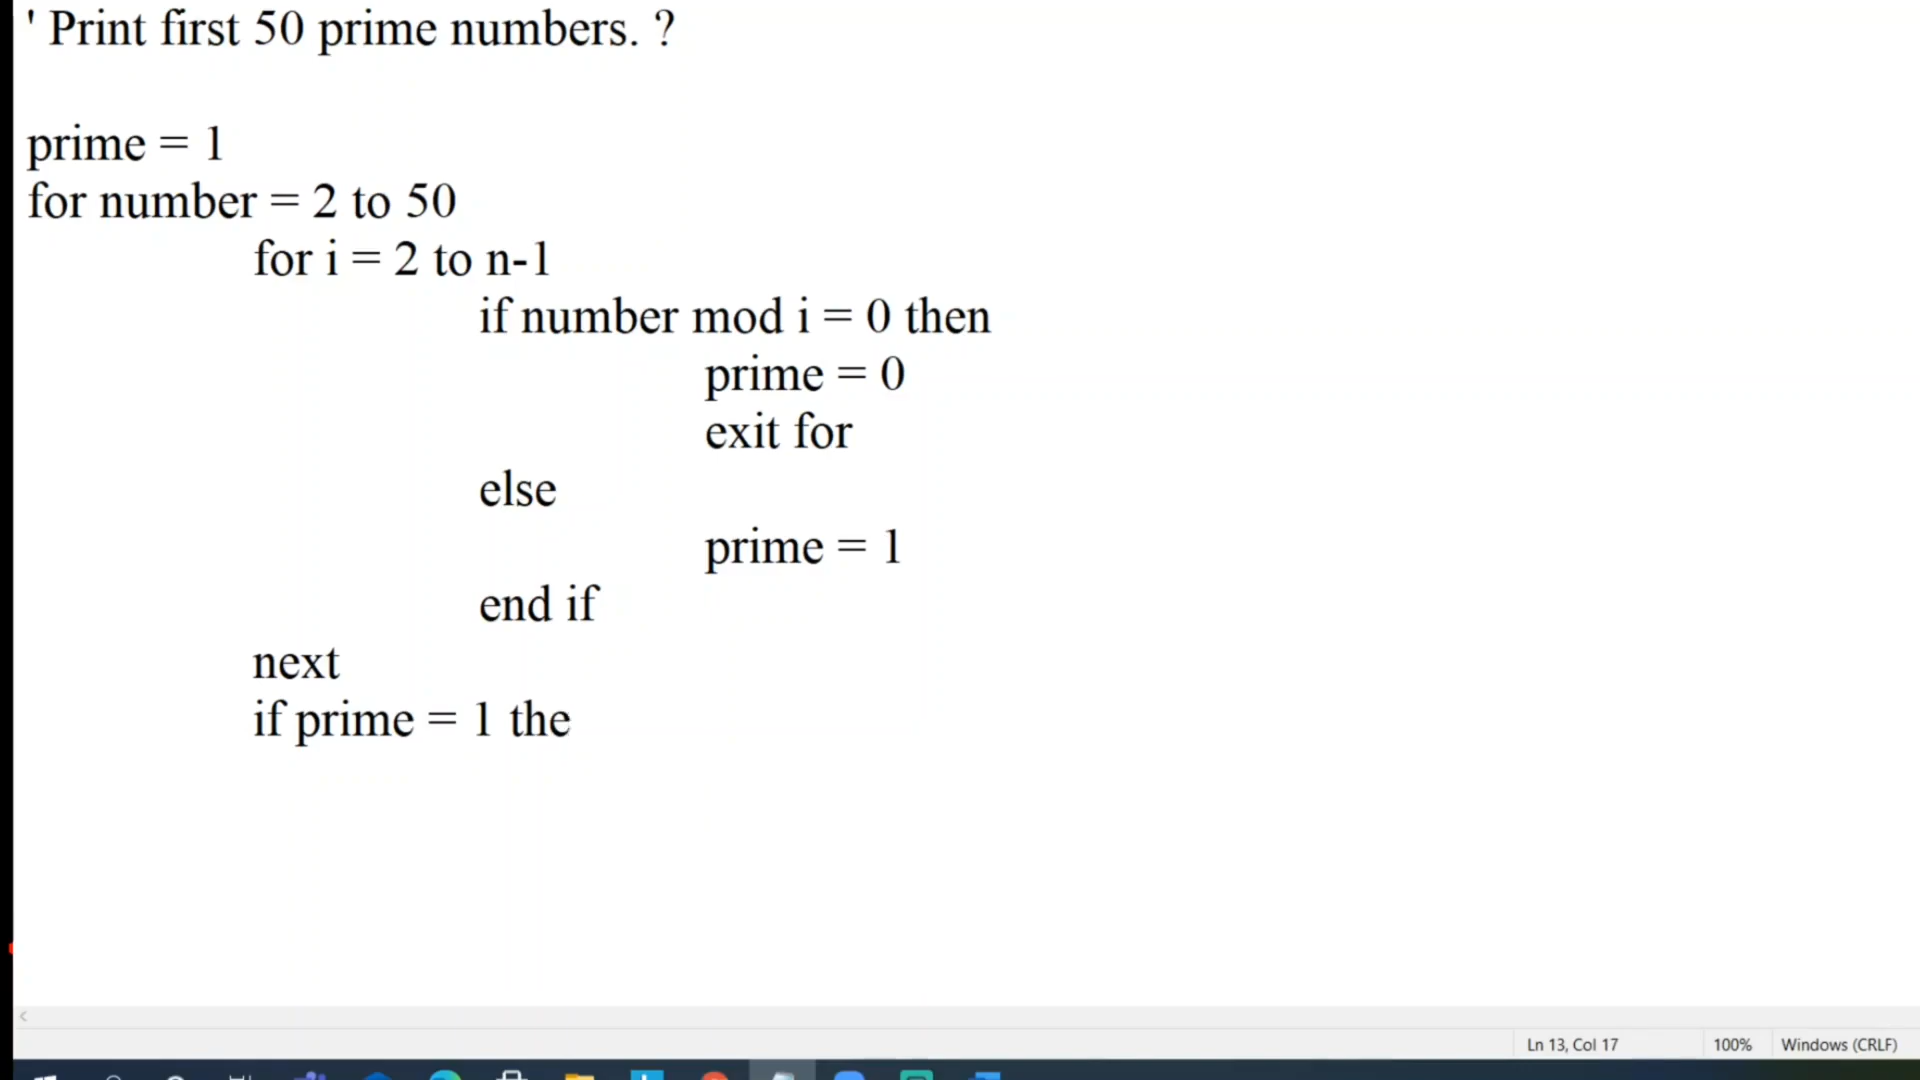 ' Print first 50 prime numbers. ?
prime = 1
for number = 2 to 50
for i = 2 to n-1
if number mod i = 0 then
prime = 0
exit for
else
prime = 1
end if
next
if prime = 1 the
Ln 13, Col 17
100%
Windows (CRLF)